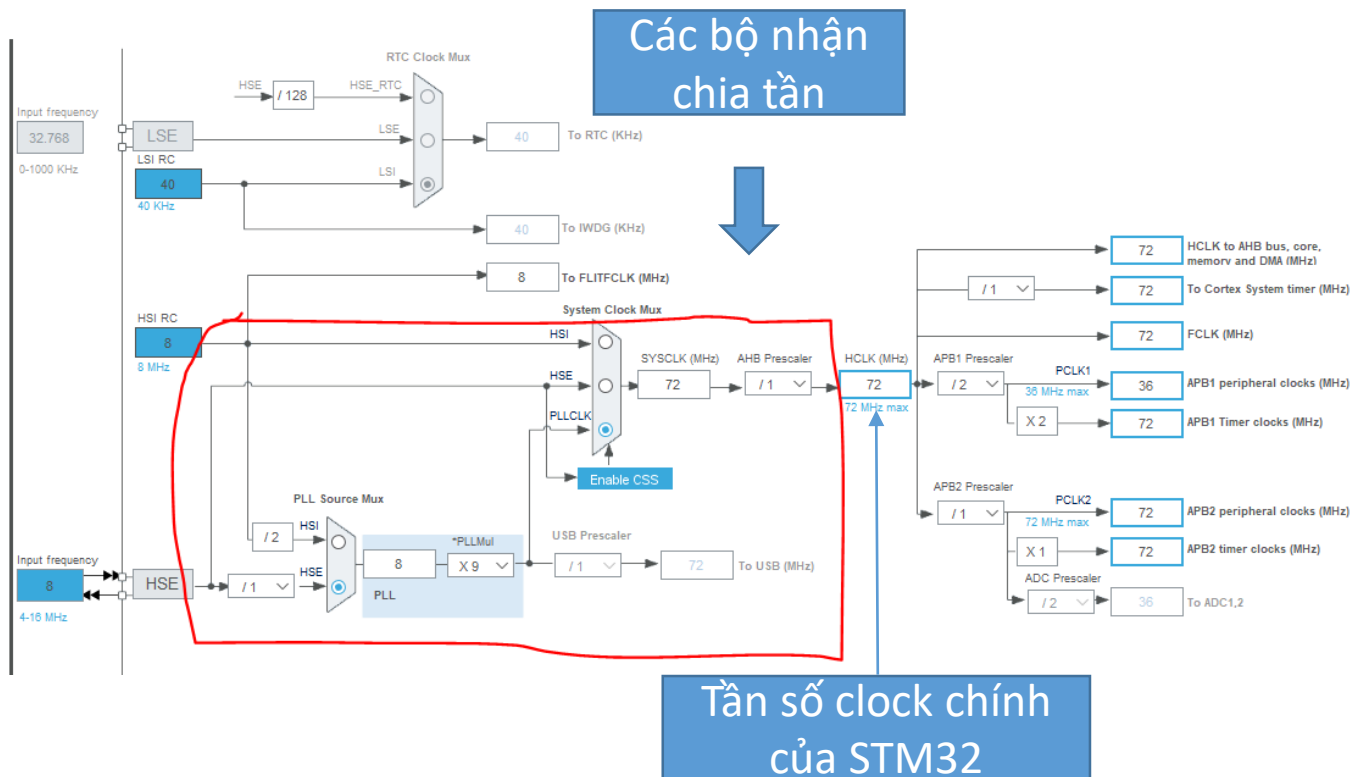 Các bộ nhận
chia tần
RTC Clock Mux
HSE
/ 128
HSE_RTC
Input frequency
32.768
LSE
LSE
40
To RTC (KHz)
0-1000 KHz
LSI RC
40
LSI
40 KHz
40
To IWDG (KHz)
8
To FLITFCLK (MHz)
System Clock Mux
HSI RC
8
8 MHz
HSI
HSE
PLLCLK
SYSCLK (MHz)
72
AHB Prescaler
/ 1
HCLK (MHz)
72
72 MHz max
Enable CSS
72
HCLK to AHB bus, core,
memory and DMA (MHz)
/ 1
72
To Cortex System timer (MHz)
72
FCLK (MHz)
APB1 Prescaler
/ 2
PCLK1
36 MHz max
36
APB1 peripheral clocks (MHz)
X 2
72
APB1 Timer clocks (MHz)
APB2 Prescaler
/ 1
PCLK2
72 MHz max
72
APB2 peripheral clocks (MHz)
X 1
72
APB2 timer clocks (MHz)
ADC Prescaler
/ 2
36
To ADC1,2
PLL Source Mux
/ 2
HSI
Input frequency
8
HSE
4-16 MHz
/ 1
HSE
8
*PLLMul
X 9
PLL
USB Prescaler
/ 1
72
To USB (MHz)
Tần số clock chính
của STM32